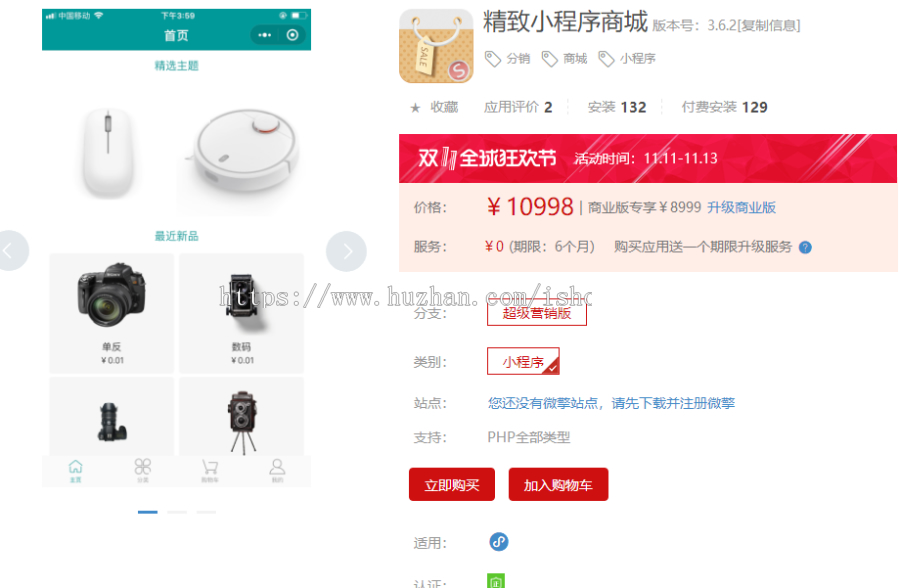 中国移动
下午3:59
首页
精选主题
最近新品
单反
¥0.01
数码
¥0.01
主页
分类
购物车
我的
精致小程序商城 版本号：3.6.2[复制信息]
分销 商城 小程序
SALE
S
★ 收藏 应用评价 2 安装 132 付费安装 129
双11全球狂欢节 活动时间：11.11-11.13
价格： ¥10998 | 商业版专享¥8999 升级商业版
服务： ¥0 (期限：6个月) 购买应用送一个期限升级服务 ?
https://www.huzhan.com/isho
分支： 超级营销版
类别： 小程序
站点： 您还没有微擎站点，请先下载并注册微擎
支持： PHP全部类型
立即购买 加入购物车
适用：
认证：